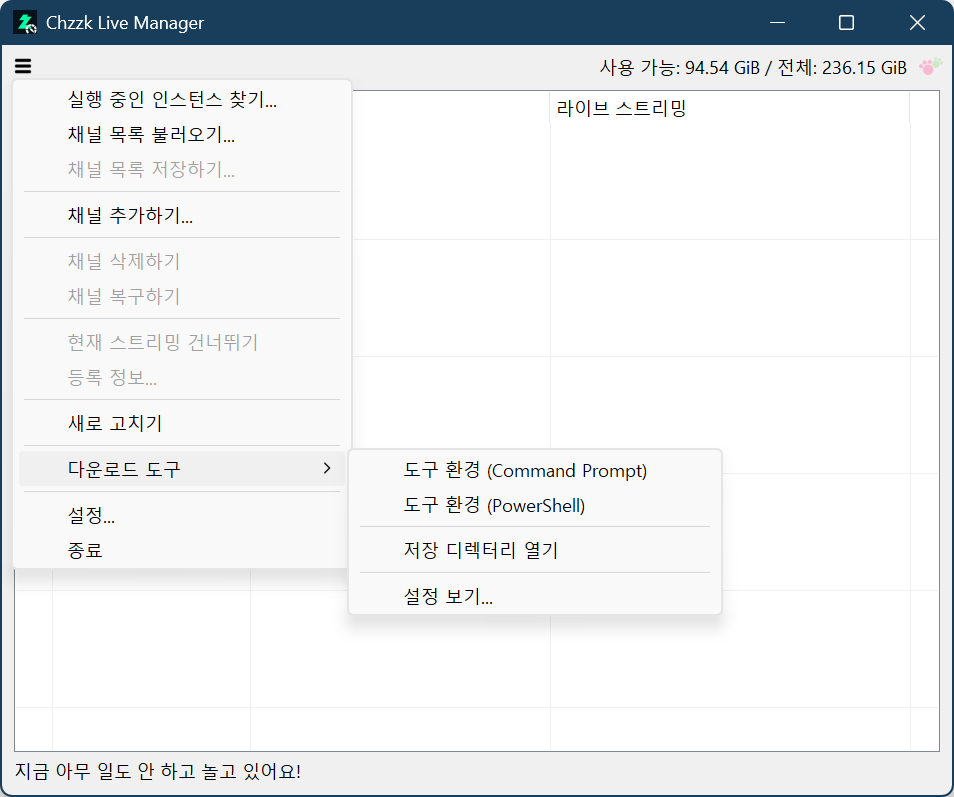 Chzzk Live Manager
사용 가능: 94.54 GiB / 전체: 236.15 GiB
라이브 스트리밍
실행 중인 인스턴스 찾기...
채널 목록 불러오기...
채널 목록 저장하기...
채널 추가하기...
채널 삭제하기
채널 복구하기
현재 스트리밍 건너뛰기
등록 정보...
새로 고치기
다운로드 도구
설정...
종료
도구 환경 (Command Prompt)
도구 환경 (PowerShell)
저장 디렉터리 열기
설정 보기...
지금 아무 일도 안 하고 놀고 있어요!